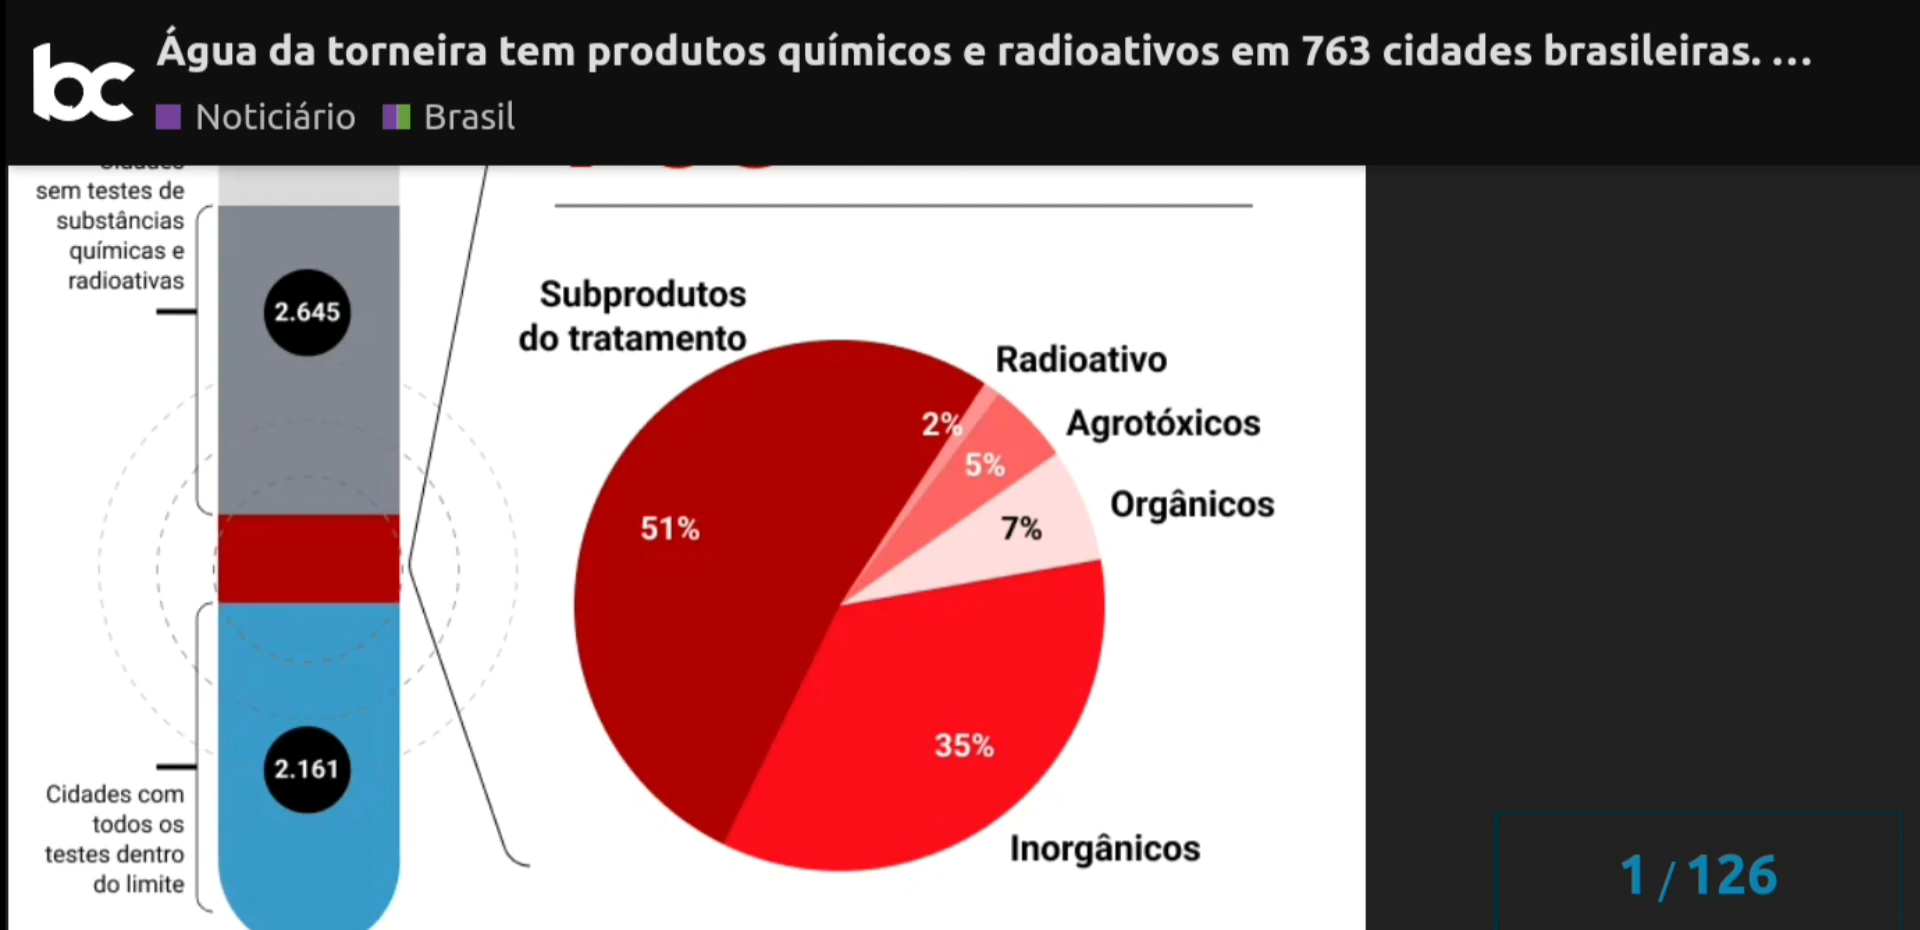 bc
Água da torneira tem produtos químicos e radioativos em 763 cidades brasileiras. ...
Noticiário Brasil
sem testes de
substâncias
químicas e
radioativas
2.645
Cidades com
todos os
testes dentro
do limite
2.161
Subprodutos
do tratamento
51%
Radioativo
2%
Agrotóxicos
5%
Orgânicos
7%
35%
Inorgânicos
1 / 126